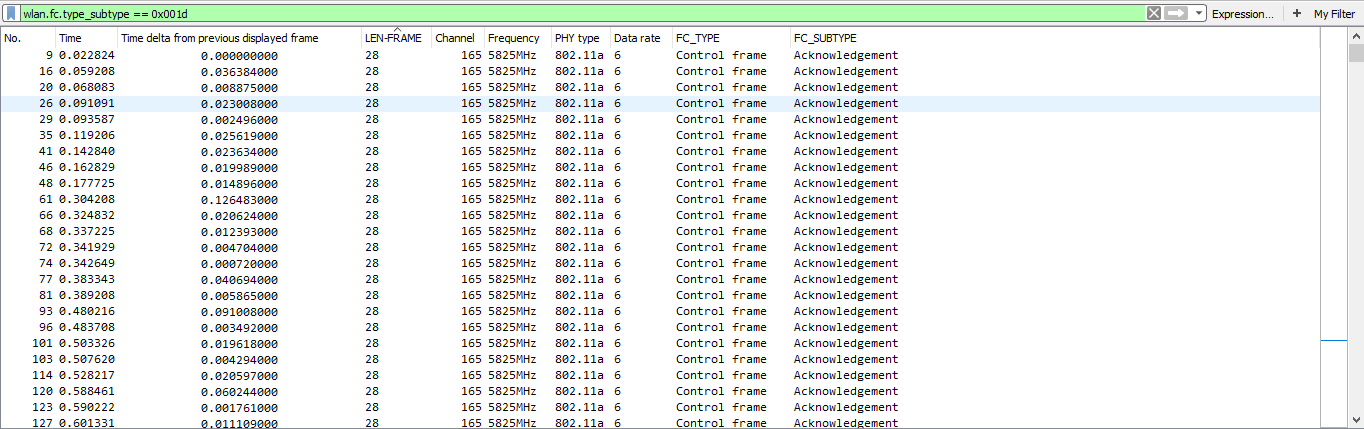 wlan.fc.type_subtype == 0x001d Expression... + My Filter
No. Time Time delta from previous displayed frame LEN-FRAME Channel Frequency PHY type Data rate FC_TYPE FC_SUBTYPE
9 0.022824 0.000000000 28 165 5825MHz 802.11a 6 Control frame Acknowledgement
16 0.059208 0.036384000 28 165 5825MHz 802.11a 6 Control frame Acknowledgement
20 0.068083 0.008875000 28 165 5825MHz 802.11a 6 Control frame Acknowledgement
26 0.091091 0.023008000 28 165 5825MHz 802.11a 6 Control frame Acknowledgement
29 0.093587 0.002496000 28 165 5825MHz 802.11a 6 Control frame Acknowledgement
35 0.119206 0.025619000 28 165 5825MHz 802.11a 6 Control frame Acknowledgement
41 0.142840 0.023634000 28 165 5825MHz 802.11a 6 Control frame Acknowledgement
46 0.162829 0.019989000 28 165 5825MHz 802.11a 6 Control frame Acknowledgement
48 0.177725 0.014896000 28 165 5825MHz 802.11a 6 Control frame Acknowledgement
61 0.304208 0.126483000 28 165 5825MHz 802.11a 6 Control frame Acknowledgement
66 0.324832 0.020624000 28 165 5825MHz 802.11a 6 Control frame Acknowledgement
68 0.337225 0.012393000 28 165 5825MHz 802.11a 6 Control frame Acknowledgement
72 0.341929 0.004704000 28 165 5825MHz 802.11a 6 Control frame Acknowledgement
74 0.342649 0.000720000 28 165 5825MHz 802.11a 6 Control frame Acknowledgement
77 0.383343 0.040694000 28 165 5825MHz 802.11a 6 Control frame Acknowledgement
81 0.389208 0.005865000 28 165 5825MHz 802.11a 6 Control frame Acknowledgement
93 0.480216 0.091008000 28 165 5825MHz 802.11a 6 Control frame Acknowledgement
96 0.483708 0.003492000 28 165 5825MHz 802.11a 6 Control frame Acknowledgement
101 0.503326 0.019618000 28 165 5825MHz 802.11a 6 Control frame Acknowledgement
103 0.507620 0.004294000 28 165 5825MHz 802.11a 6 Control frame Acknowledgement
114 0.528217 0.020597000 28 165 5825MHz 802.11a 6 Control frame Acknowledgement
120 0.588461 0.060244000 28 165 5825MHz 802.11a 6 Control frame Acknowledgement
123 0.590222 0.001761000 28 165 5825MHz 802.11a 6 Control frame Acknowledgement
127 0.601331 0.011109000 28 165 5825MHz 802.11a 6 Control frame Acknowledgement